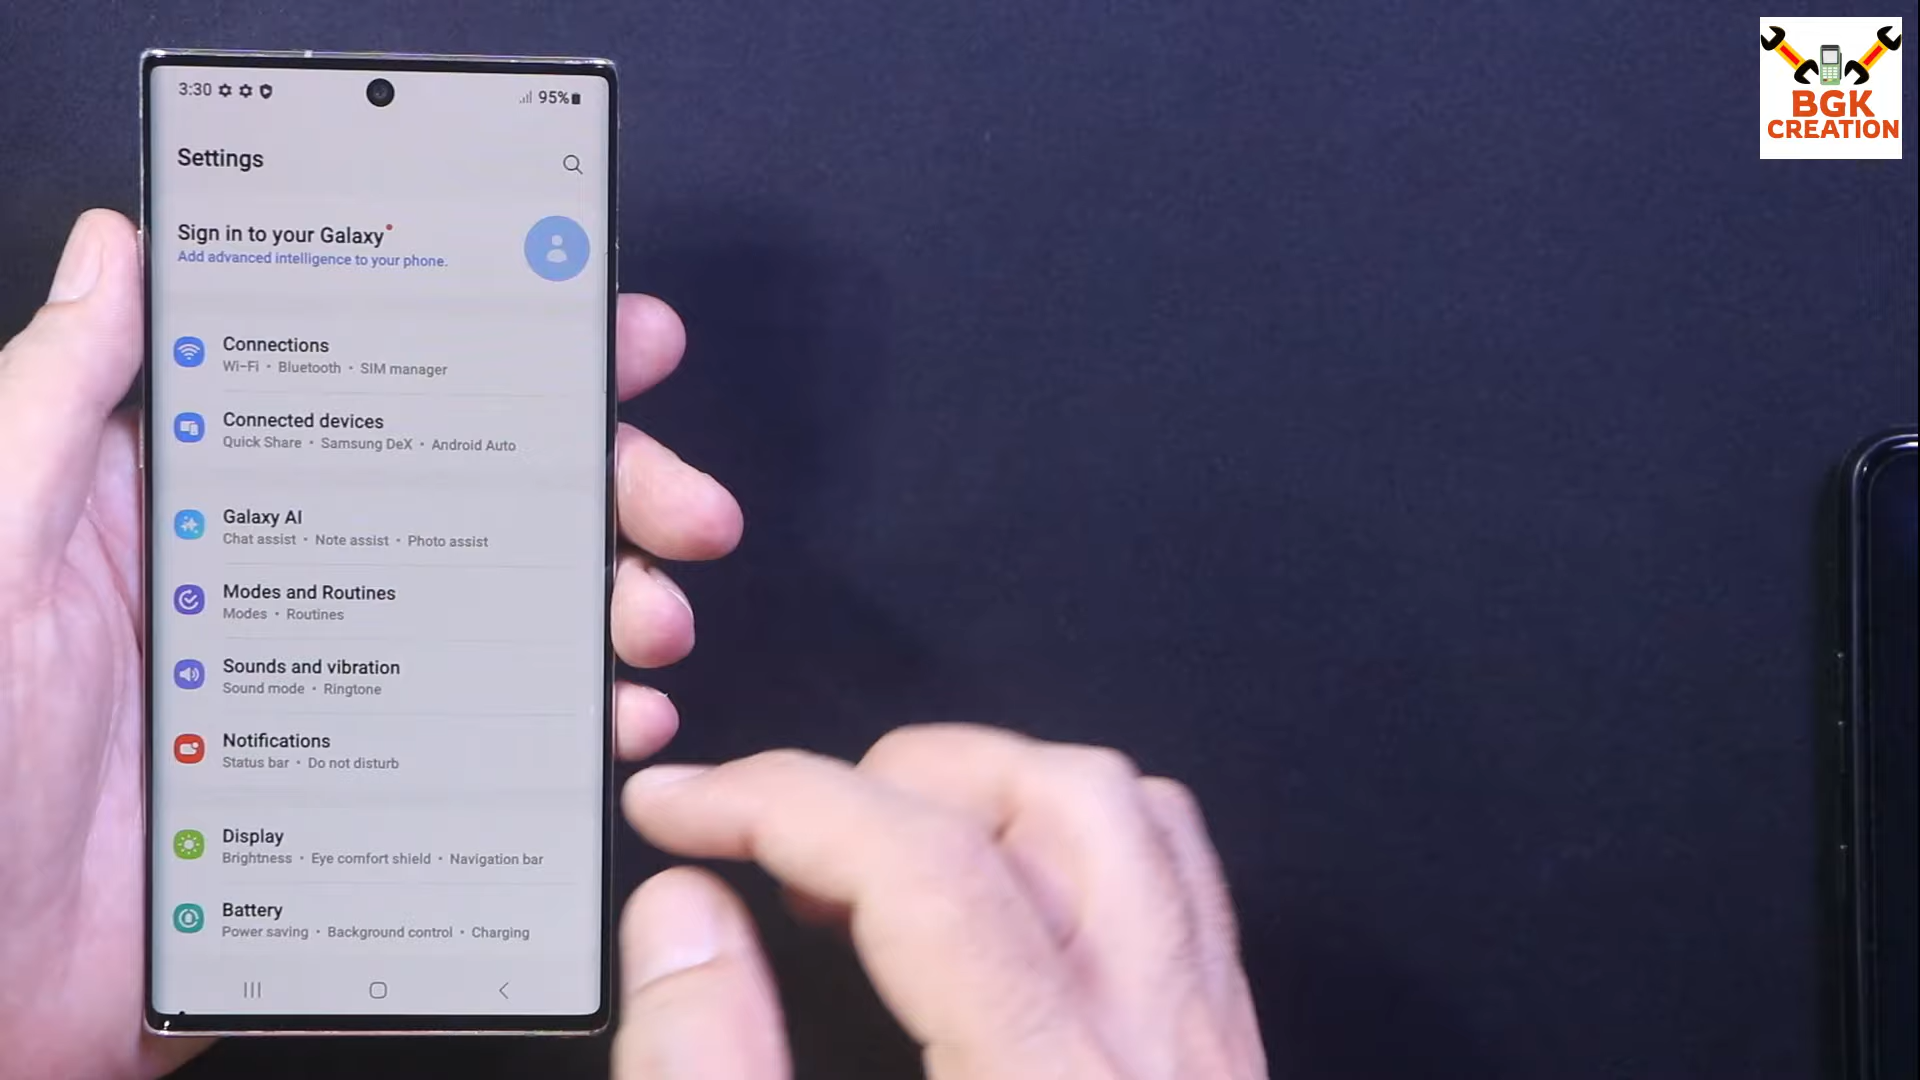 3:30
95%
Settings
Sign in to your Galaxy
Add advanced intelligence to your phone.
Connections
Wi-Fi • Bluetooth • SIM manager
Connected devices
Quick Share • Samsung DeX • Android Auto
Galaxy AI
Chat assist • Note assist • Photo assist
Modes and Routines
Modes • Routines
Sounds and vibration
Sound mode • Ringtone
Notifications
Status bar • Do not disturb
Display
Brightness • Eye comfort shield • Navigation bar
Battery
Power saving • Background control • Charging
BGK
CREATION